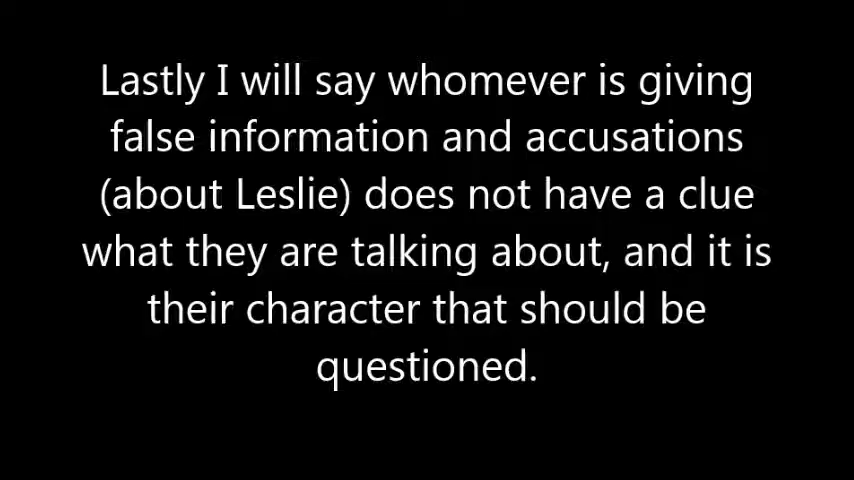 Lastly I will say whomever is giving
false information and accusations
(about Leslie) does not have a clue
what they are talking about, and it is
their character that should be
questioned.